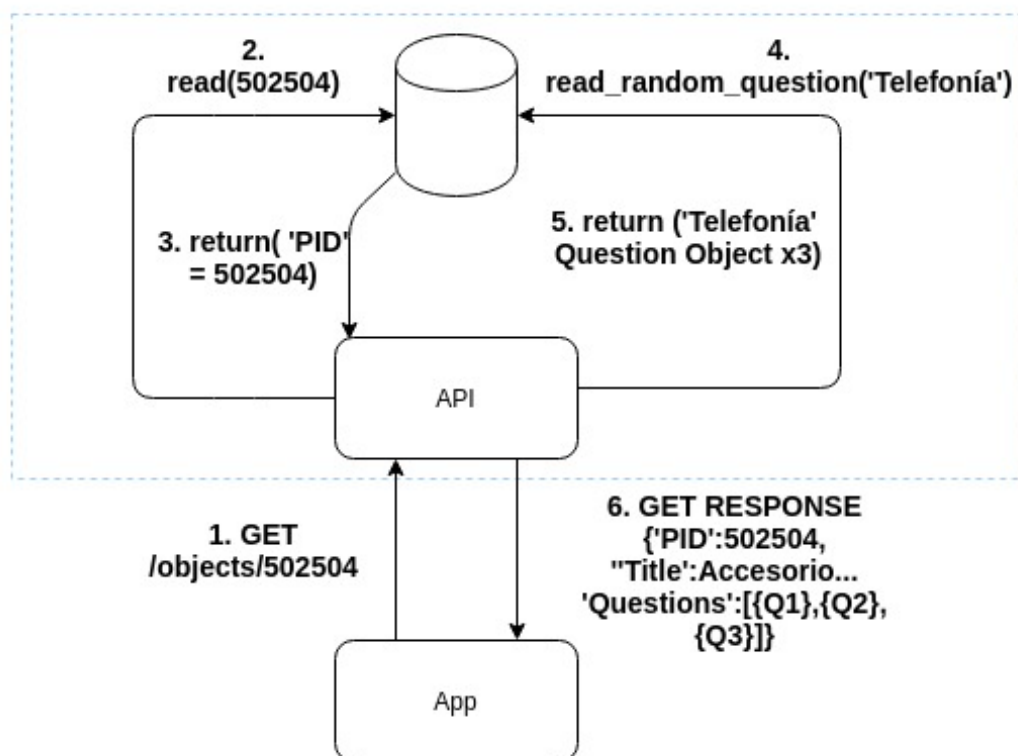 2.
read(502504)
4.
read_random_question('Telefonía')
3. return( 'PID'
= 502504)
5. return ('Telefonía'
Question Object x3)
API
1. GET
/objects/502504
6. GET RESPONSE
{'PID':502504,
''Title':Accesorio...
'Questions':[{Q1},{Q2},
{Q3}]}
App